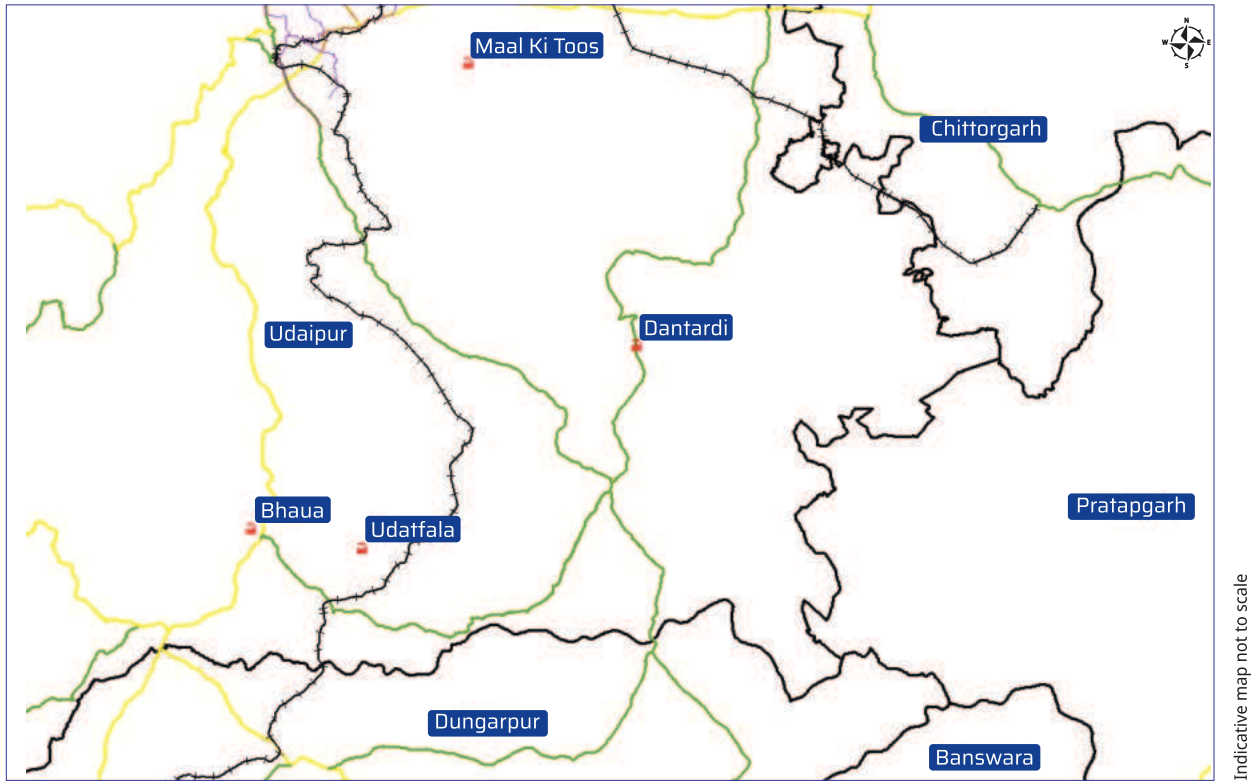 Maal Ki Toos
N
W E
S
Chittorgarh
Udaipur
Dantardi
Bhaua
Udatfala
Pratapgarh
Dungarpur
Banswara
Indicative map not to scale